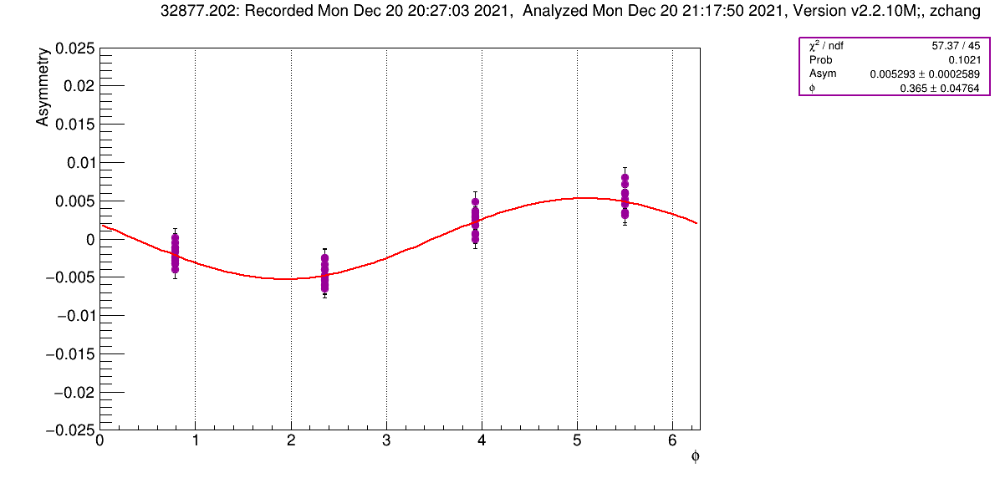 32877.202: Recorded Mon Dec 20 20:27:03 2021,  Analyzed Mon Dec 20 21:17:50 2021, Version v2.2.10M;, zchang
χ² / ndf 57.37 / 45
Prob 0.1021
Asym 0.005293 ± 0.0002589
ϕ 0.365 ± 0.04764
Asymmetry
0.025
0.02
0.015
0.01
0.005
0
−0.005
−0.01
−0.015
−0.02
−0.025
0 1 2 3 4 5 6
ϕ